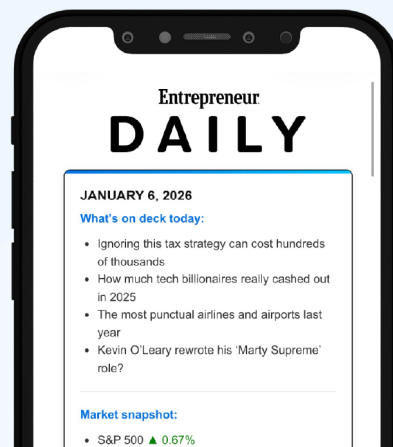 Entrepreneur
DAILY
JANUARY 6, 2026
What's on deck today:
• Ignoring this tax strategy can cost hundreds
of thousands
• How much tech billionaires really cashed out
in 2025
• The most punctual airlines and airports last
year
• Kevin O’Leary rewrote his ‘Marty Supreme’
role?
Market snapshot:
• S&P 500 ▲ 0.67%